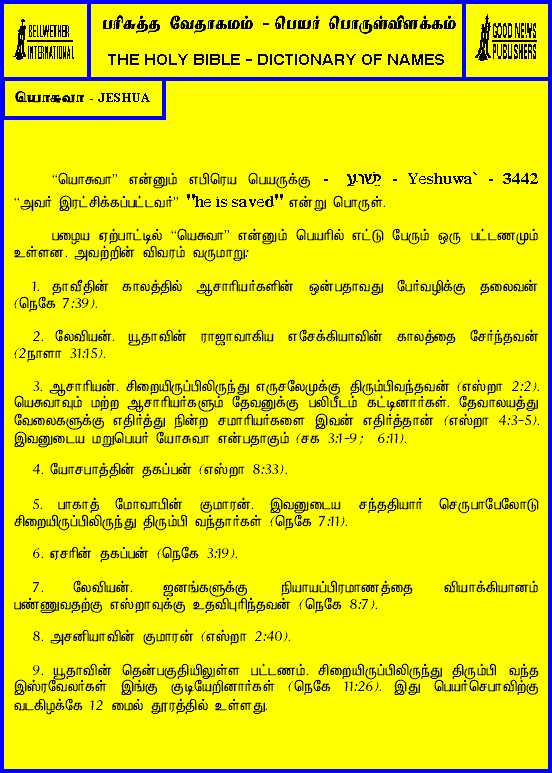 BELLWETHER
INTERNATIONAL
பரிசுத்த வேதாகமம் - பெயர் பொருள்விளக்கம்
THE HOLY BIBLE - DICTIONARY OF NAMES
GOOD NEWS
PUBLISHERS
யொசுவா - JESHUA
“யொசுவா” என்னும் எபிரெய பெயருக்கு - יֵשׁוּעַ - Yeshuwa` - 3442
“அவர் இரட்சிக்கப்பட்டவர்” "he is saved" என்று பொருள்.
பழைய ஏற்பாட்டில் “யெசுவா” என்னும் பெயரில் எட்டு பேரும் ஒரு பட்டணமும்
உள்ளன. அவற்றின் விவரம் வருமாறு:
1. தாவீதின் காலத்தில் ஆசாரியர்களின் ஒன்பதாவது பேர்வழிக்கு தலைவன்
(நெகே 7:39).
2. லேவியன். யூதாவின் ராஜாவாகிய எசேக்கியாவின் காலத்தை சேர்ந்தவன்
(2நாளா 31:15).
3. ஆசாரியன். சிறையிருப்பிலிருந்து எருசலேமுக்கு திரும்பிவந்தவன் (எஸ்றா 2:2).
யெசுவாவும் மற்ற ஆசாரியர்களும் தேவனுக்கு பலிபீடம் கட்டினார்கள். தேவாலயத்து
வேலைகளுக்கு எதிர்த்து நின்ற சமாரியர்களை இவன் எதிர்த்தான் (எஸ்றா 4:3-5).
இவனுடைய மறுபெயர் யோசுவா என்பதாகும் (சக 3:1-9; 6:11).
4. யோசபாத்தின் தகப்பன் (எஸ்றா 8:33).
5. பாகாத் மோவாபின் குமாரன். இவனுடைய சந்ததியார் செருபாபேலோடு
சிறையிருப்பிலிருந்து திரும்பி வந்தார்கள் (நெகே 7:11).
6. ஏசரின் தகப்பன் (நெகே 3:19).
7. லேவியன். ஜனங்களுக்கு நியாயப்பிரமாணத்தை வியாக்கியானம்
பண்ணுவதற்கு எஸ்றாவுக்கு உதவிபுரிந்தவன் (நெகே 8:7).
8. அசனியாவின் குமாரன் (எஸ்றா 2:40).
9. யூதாவின் தென்பகுதியிலுள்ள பட்டணம். சிறையிருப்பிலிருந்து திரும்பி வந்த
இஸ்ரவேலர்கள் இங்கு குடியேறினார்கள் (நெகே 11:26). இது பெயர்செபாவிற்கு
வடகிழக்கே 12 மைல் தூரத்தில் உள்ளது.